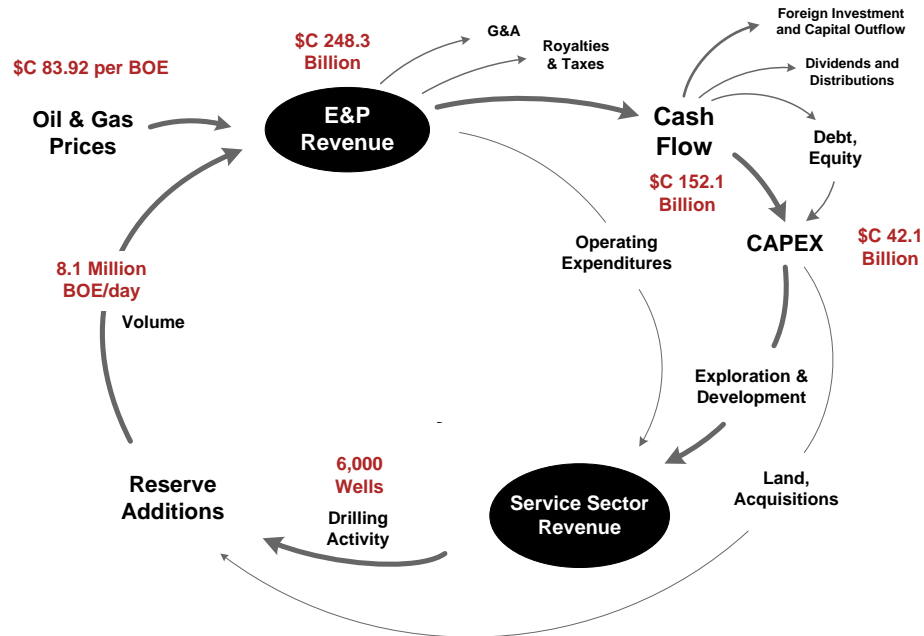 Foreign Investment
and Capital Outflow
G&A
$C 248.3
Billion
Royalties
& Taxes
$C 83.92 per BOE
Dividends and
Distributions
Oil & Gas
Prices
E&P
Revenue
Cash
Flow
Debt,
Equity
$C 152.1
Billion
CAPEX
$C 42.1
Billion
Operating
Expenditures
8.1 Million
BOE/day
Volume
Exploration &
Development
6,000
Wells
Reserve
Additions
Drilling
Activity
Service Sector
Revenue
Land,
Acquisitions